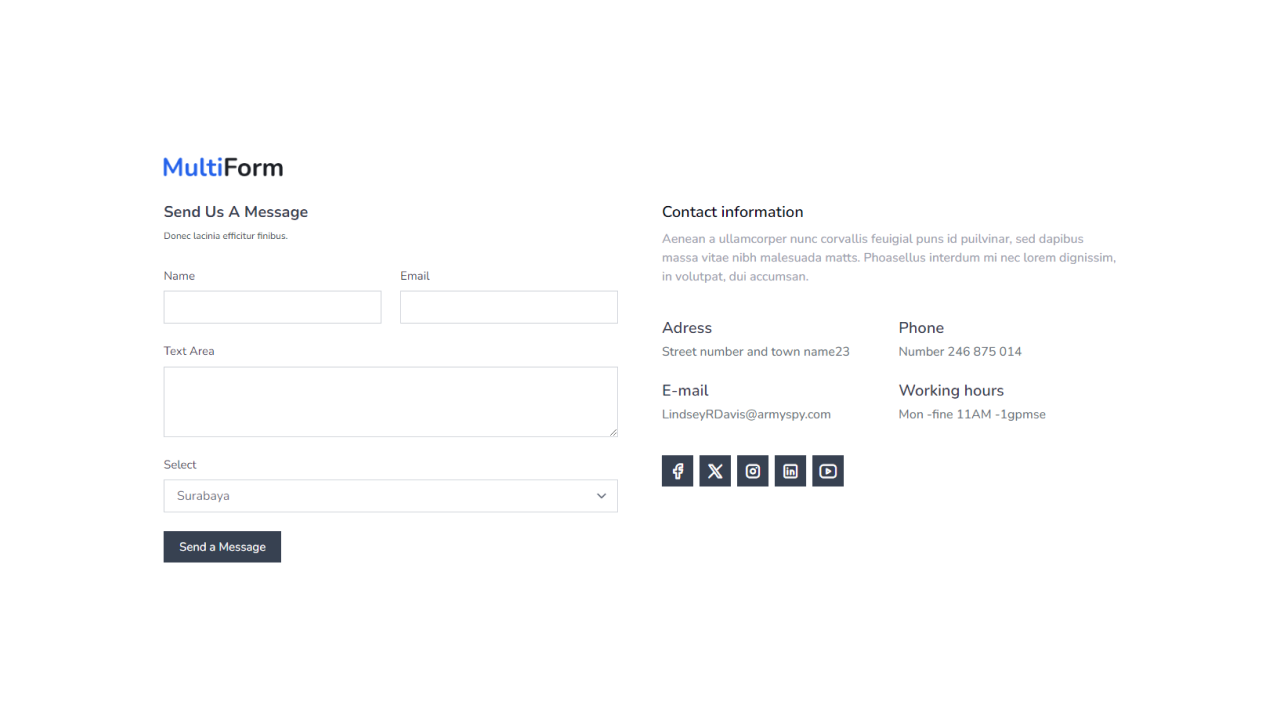 MultiForm
Send Us A Message
Donec lacinia efficitur finibus.
Name
Email
Text Area
Select
Surabaya
Send a Message
Contact information
Aenean a ullamcorper nunc corvallis feuigial puns id puilvinar, sed dapibus
massa vitae nibh malesuada matts. Phoasellus interdum mi nec lorem dignissim,
in volutpat, dui accumsan.
Adress
Street number and town name23
Phone
Number 246 875 014
E-mail
LindseyRDavis@armyspy.com
Working hours
Mon -fine 11AM -1gpmse